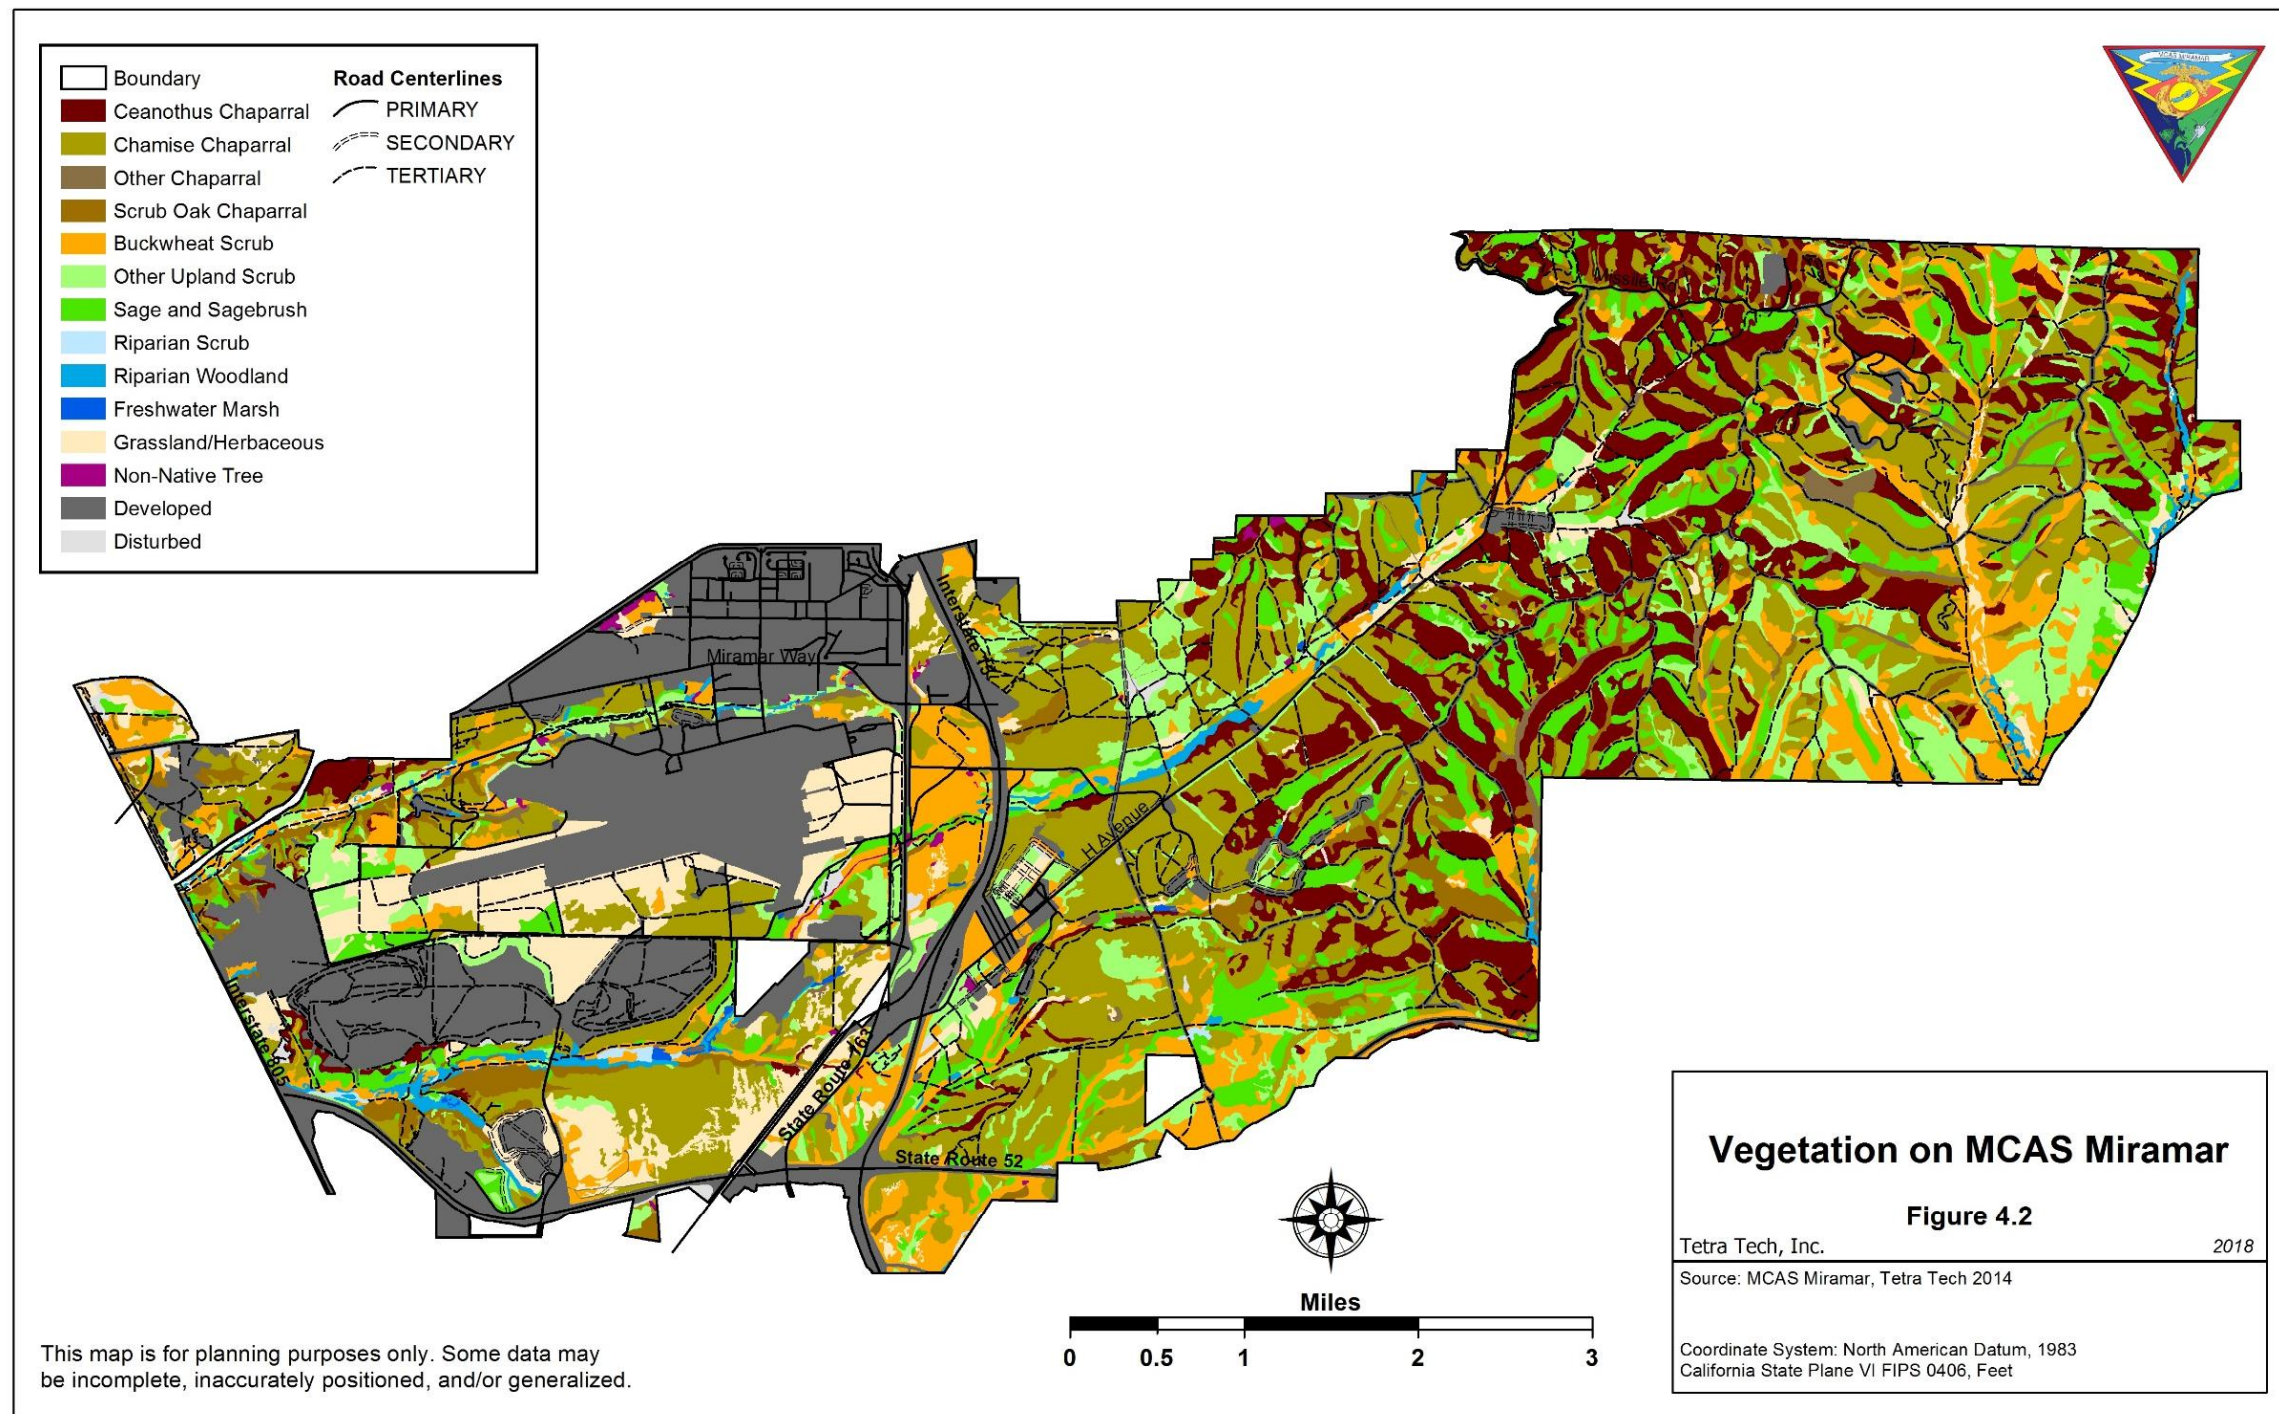 Boundary
Ceanothus Chaparral
Chamise Chaparral
Other Chaparral
Scrub Oak Chaparral
Buckwheat Scrub
Other Upland Scrub
Sage and Sagebrush
Riparian Scrub
Riparian Woodland
Freshwater Marsh
Grassland/Herbaceous
Non-Native Tree
Developed
Disturbed
Road Centerlines
PRIMARY
SECONDARY
TERTIARY
MCAS MIRAMAR
Missile Rd
Interstate 15
Miramar Way
H Avenue
Interstate 805
State Route 163
State Route 52
Miles
0 0.5 1 2 3
This map is for planning purposes only. Some data may
be incomplete, inaccurately positioned, and/or generalized.
Vegetation on MCAS Miramar
Figure 4.2
Tetra Tech, Inc. 2018
Source: MCAS Miramar, Tetra Tech 2014
Coordinate System: North American Datum, 1983
California State Plane VI FIPS 0406, Feet